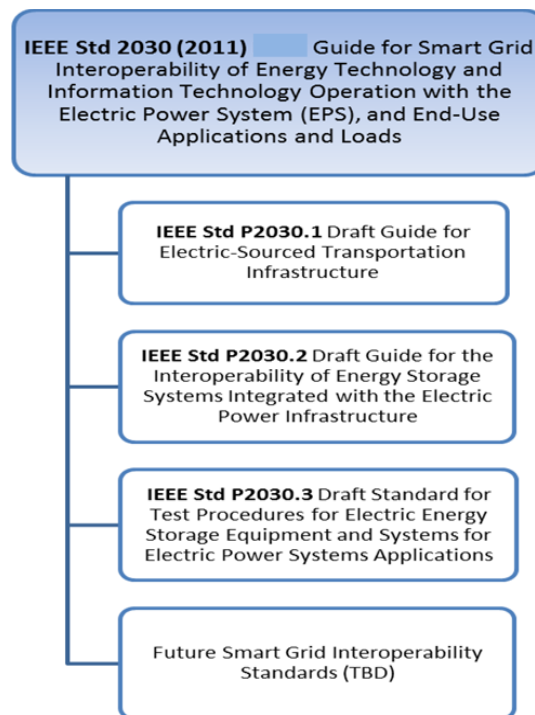 IEEE Std 2030 (2011) Guide for Smart Grid
Interoperability of Energy Technology and
Information Technology Operation with the
Electric Power System (EPS), and End-Use
Applications and Loads
IEEE Std P2030.1 Draft Guide for
Electric-Sourced Transportation
Infrastructure
IEEE Std P2030.2 Draft Guide for the
Interoperability of Energy Storage
Systems Integrated with the Electric
Power Infrastructure
IEEE Std P2030.3 Draft Standard for
Test Procedures for Electric Energy
Storage Equipment and Systems for
Electric Power Systems Applications
Future Smart Grid Interoperability
Standards (TBD)